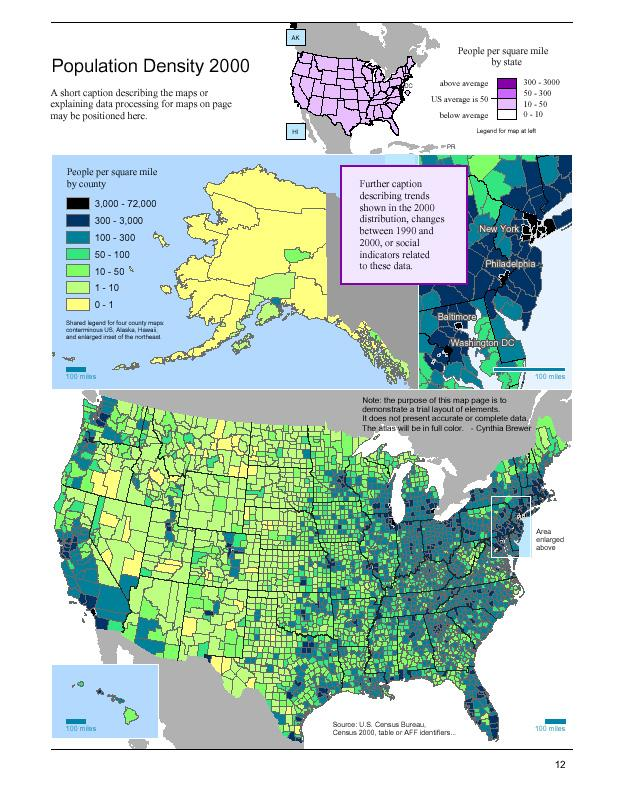 Population Density 2000
A short caption describing the maps or
explaining data processing for maps on page
may be positioned here.
AK
HI
DC
PR
People per square mile
by state
above average
US average is 50
below average
300 - 3000
50 - 300
10 - 50
0 - 10
Legend for map at left
People per square mile
by county
3,000 - 72,000
300 - 3,000
100 - 300
50 - 100
10 - 50
1 - 10
0 - 1
Shared legend for four county maps:
conterminous US, Alaska, Hawaii,
and enlarged inset of the northeast.
100 miles
Further caption
describing trends
shown in the 2000
distribution, changes
between 1990 and
2000, or social
indicators related
to these data.
New York
Philadelphia
Baltimore
Washington DC
100 miles
Note: the purpose of this map page is to
demonstrate a trial layout of elements.
It does not present accurate or complete data.
The atlas will be in full color. - Cynthia Brewer
Area
enlarged
above
100 miles
Source: U.S. Census Bureau,
Census 2000, table or AFF identifiers...
100 miles
12